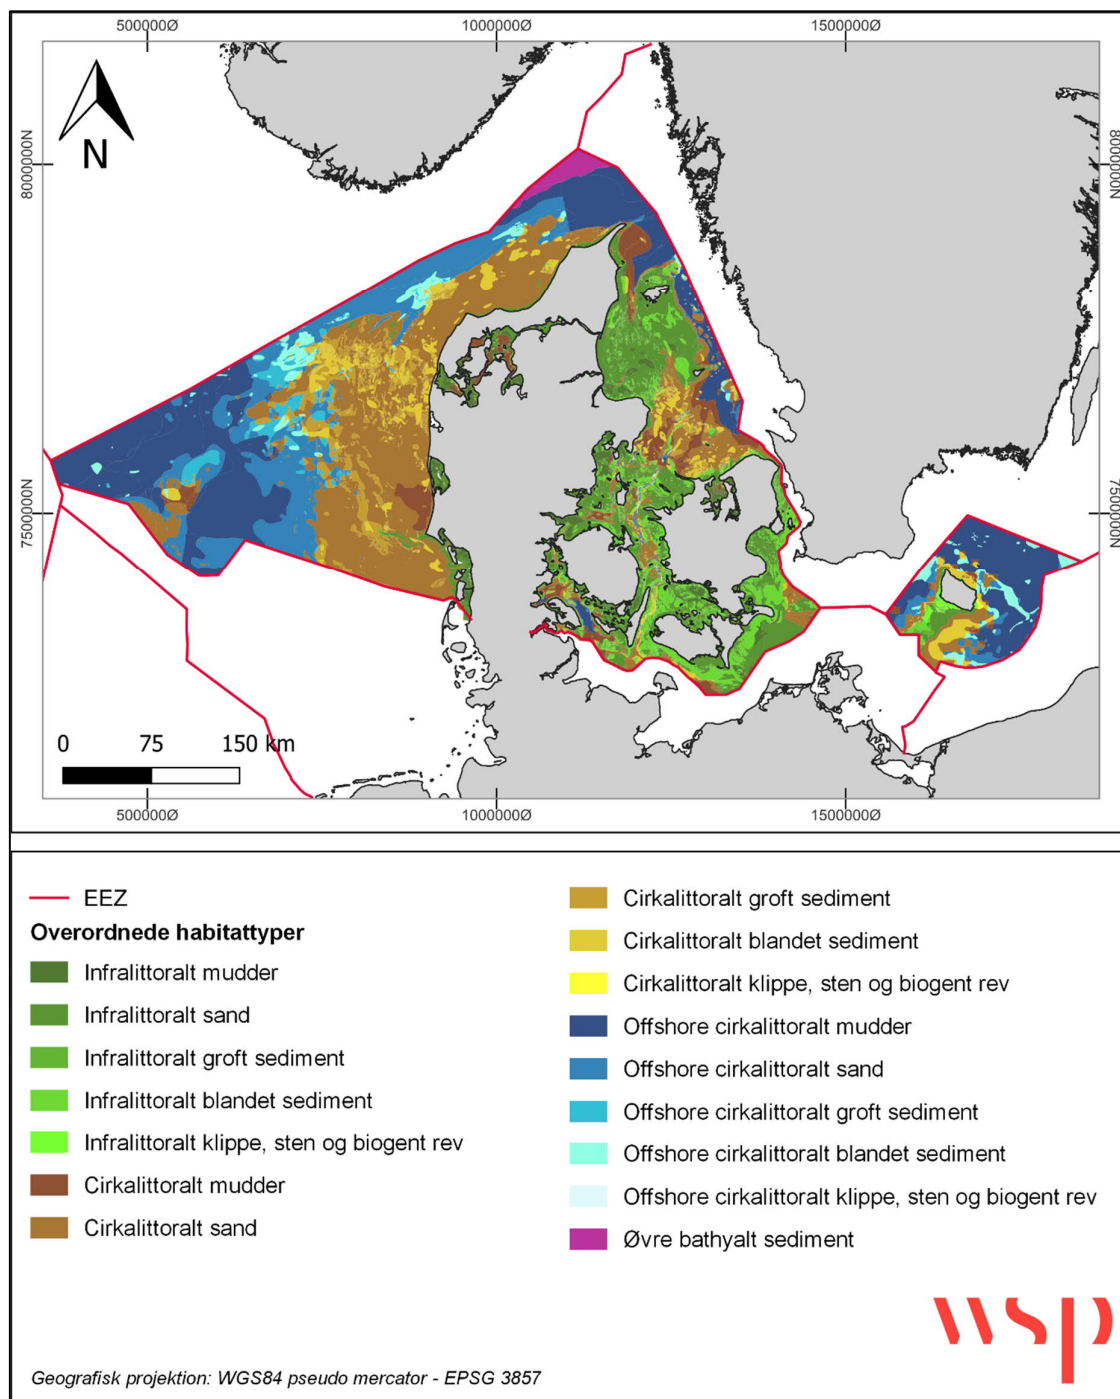 500000Ø 1000000Ø 1500000Ø
8000000N 8000000N
N
7500000N 7500000N
0 75 150 km
500000Ø 1000000Ø 1500000Ø
EEZ
Overordnede habitattyper
Infralittoralt mudder
Infralittoralt sand
Infralittoralt groft sediment
Infralittoralt blandet sediment
Infralittoralt klippe, sten og biogent rev
Cirkalittoralt mudder
Cirkalittoralt sand
Cirkalittoralt groft sediment
Cirkalittoralt blandet sediment
Cirkalittoralt klippe, sten og biogent rev
Offshore cirkalittoralt mudder
Offshore cirkalittoralt sand
Offshore cirkalittoralt groft sediment
Offshore cirkalittoralt blandet sediment
Offshore cirkalittoralt klippe, sten og biogent rev
Øvre bathyalt sediment
wsp
Geografisk projektion: WGS84 pseudo mercator - EPSG 3857